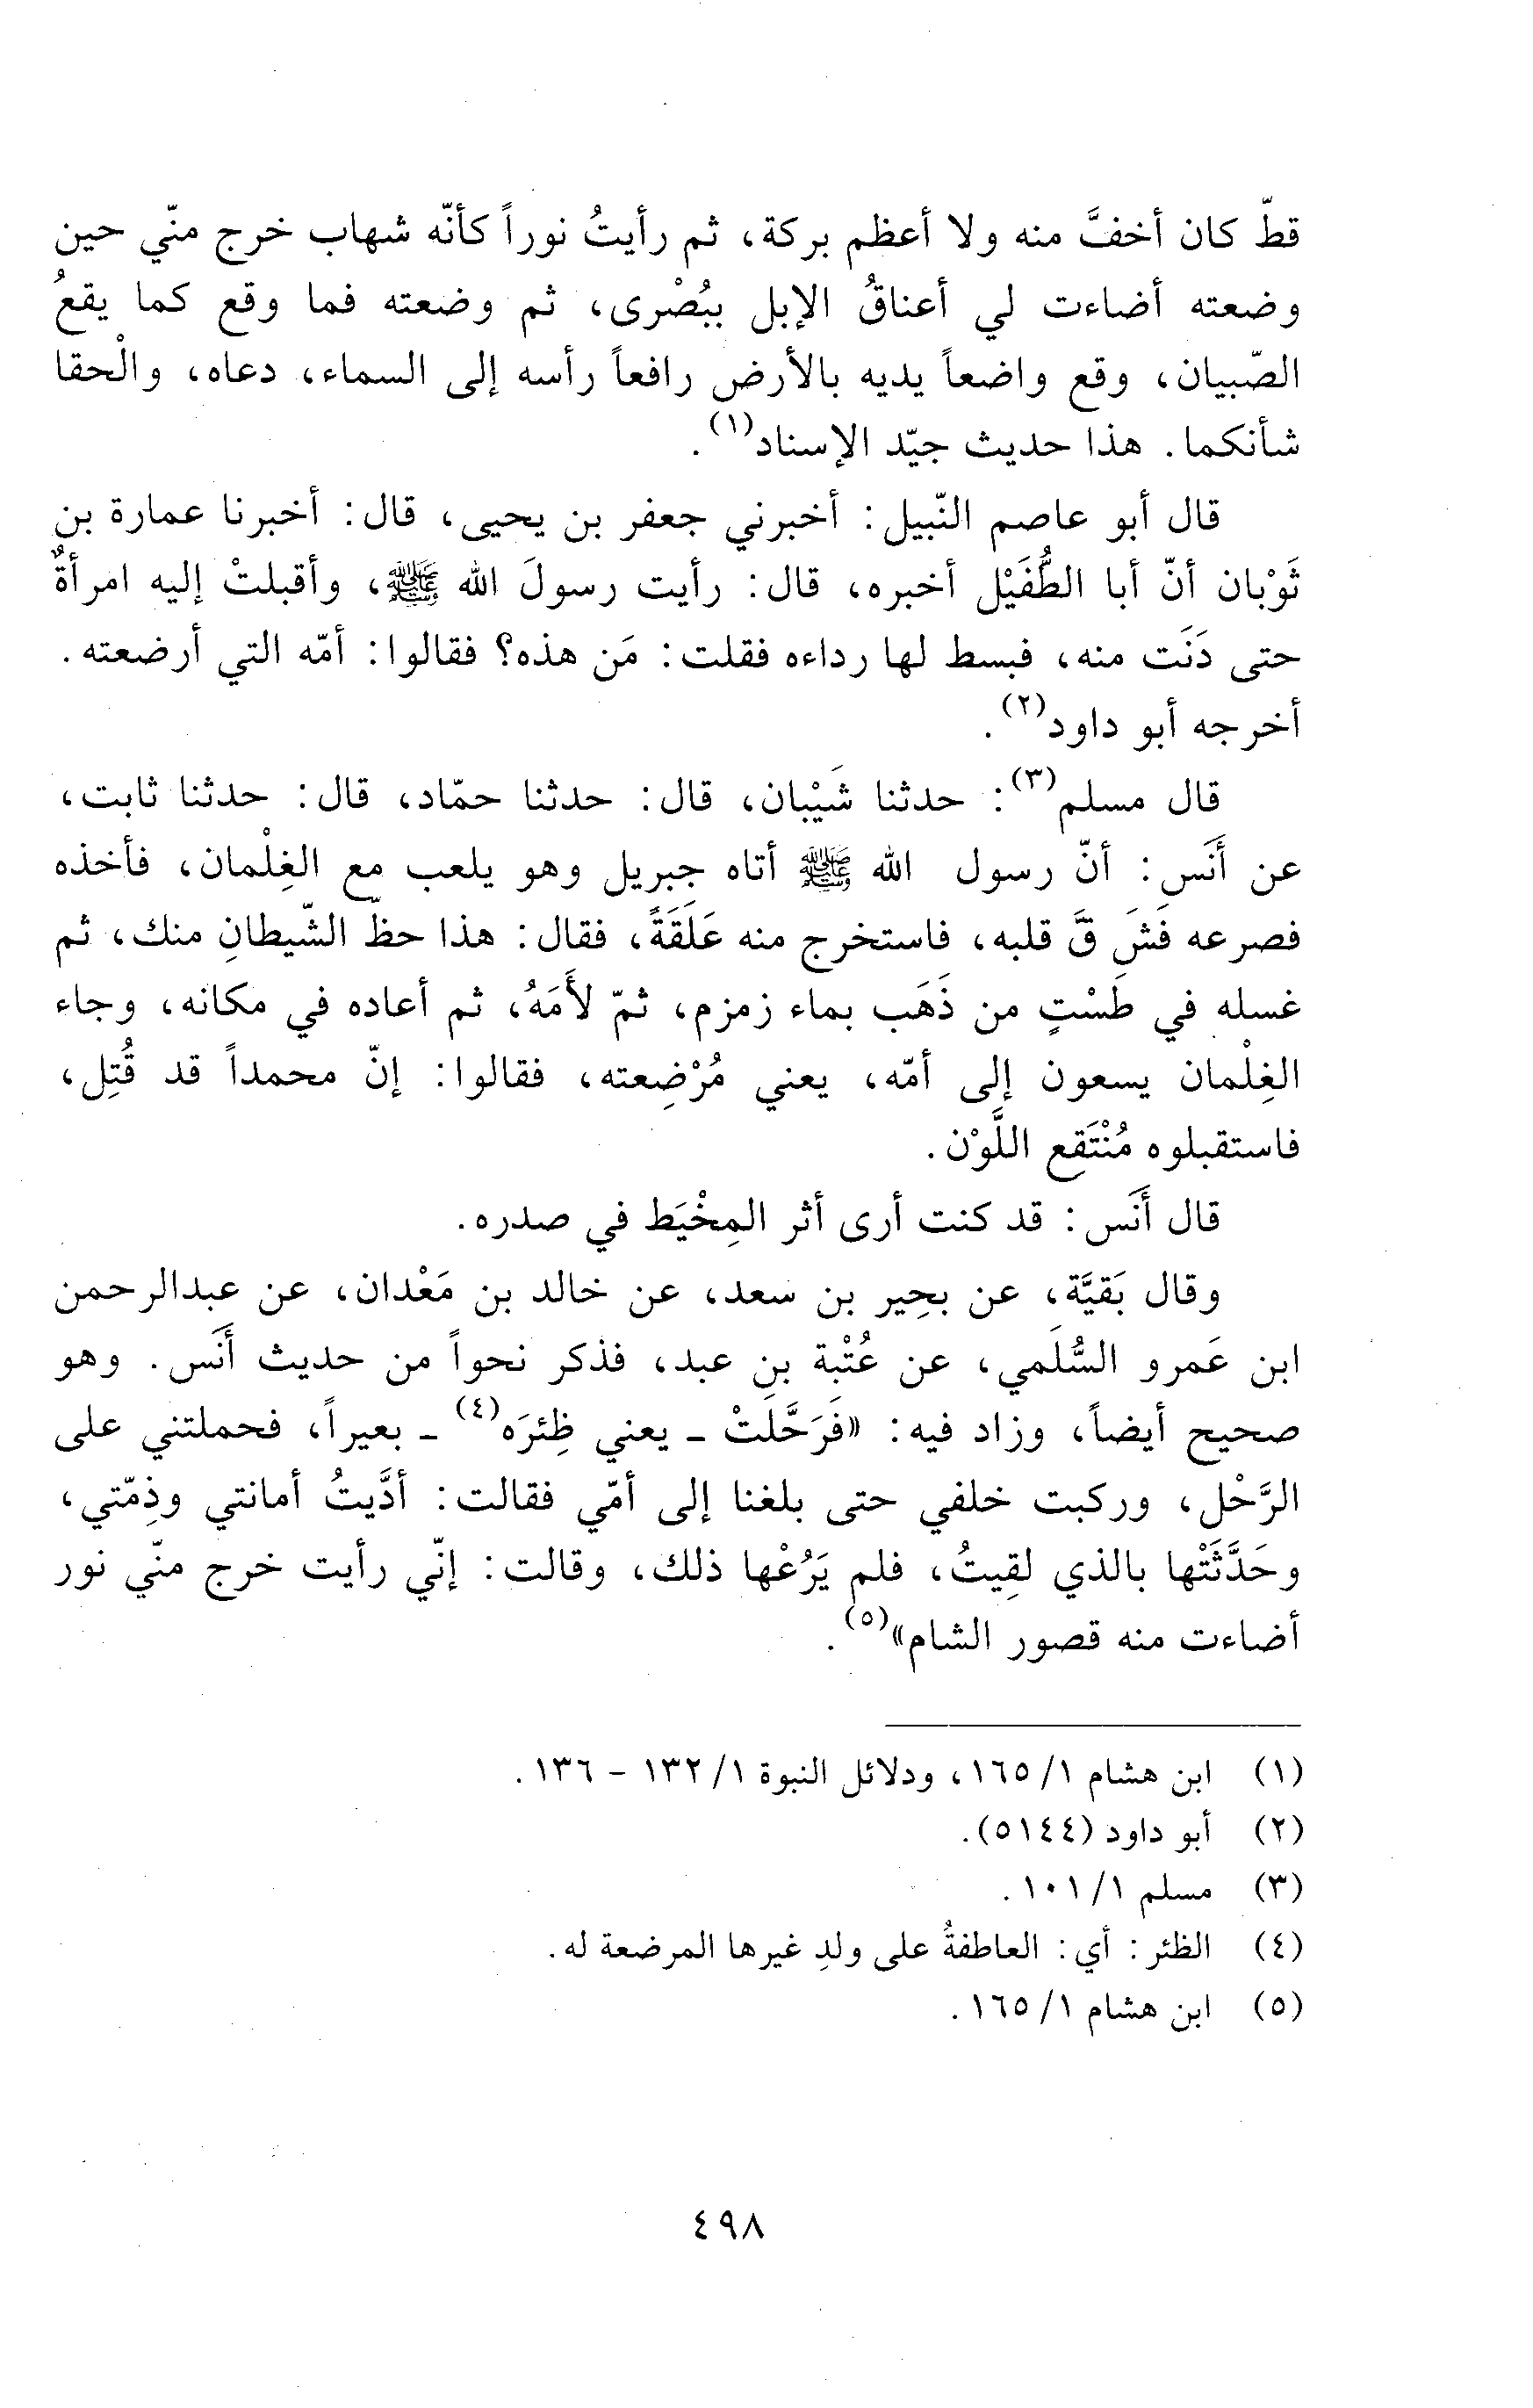 قطّ كان أخفَّ منه ولا أعظم بركة، ثم رأيتُ نوراً كأنّه شهاب خرج منّي حين
وضعته أضاءت لي أعناقُ الإبل ببُصْرى، ثم وضعته فما وقع كما يقعُ
الصّبيان، وقع واضعاً يديه بالأرض رافعاً رأسه إلى السماء، دعاه، والْحقا
شأنكما. هذا حديث جيّد الإسناد(١).
قال أبو عاصم النّبيل: أخبرني جعفر بن يحيى، قال: أخبرنا عمارة بن
ثَوْبان أنّ أبا الطُّفَيْل أخبره، قال: رأيت رسولَ الله ﷺ، وأقبلتْ إليه امرأةٌ
حتى دَنَت منه، فبسط لها رداءه فقلت: مَن هذه؟ فقالوا: أمّه التي أرضعته.
أخرجه أبو داود(٢).
قال مسلم(٣): حدثنا شَيْبان، قال: حدثنا حمّاد، قال: حدثنا ثابت،
عن أَنَس: أنّ رسول الله ﷺ أتاه جبريل وهو يلعب مع الغِلْمان، فأخذه
فصرعه فَشَ قَّ قلبه، فاستخرج منه عَلَقَةً، فقال: هذا حظّ الشّيطانِ منك، ثم
غسله في طَسْتٍ من ذَهَب بماء زمزم، ثمّ لأَمَهُ، ثم أعاده في مكانه، وجاء
الغِلْمان يسعون إلى أمّه، يعني مُرْضِعته، فقالوا: إنّ محمداً قد قُتِل،
فاستقبلوه مُنْتَقِع اللَّوْن.
قال أَنَس: قد كنت أرى أثر المِخْيَط في صدره.
وقال بَقيَّة، عن بحِير بن سعد، عن خالد بن مَعْدان، عن عبدالرحمن
ابن عَمرو السُّلَمي، عن عُتْبة بن عبد، فذكر نحواً من حديث أَنَس. وهو
صحيح أيضاً، وزاد فيه: «فَرَحَّلَتْ ـ يعني ظِئرَه(٤) ـ بعيراً، فحملتني على
الرَّحْل، وركبت خلفي حتى بلغنا إلى أمّي فقالت: أدَّيتُ أمانتي وذِمّتي،
وحَدَّثَتْها بالذي لقِيتُ، فلم يَرُعْها ذلك، وقالت: إنّي رأيت خرج منّي نور
أضاءت منه قصور الشام»(٥).
(١) ابن هشام ١/ ١٦٥، ودلائل النبوة ١/ ١٣٢ - ١٣٦.
(٢) أبو داود (٥١٤٤).
(٣) مسلم ١/ ١٠١.
(٤) الظئر: أي: العاطفةُ على ولدِ غيرها المرضعة له.
(٥) ابن هشام ١/ ١٦٥.
٤٩٨